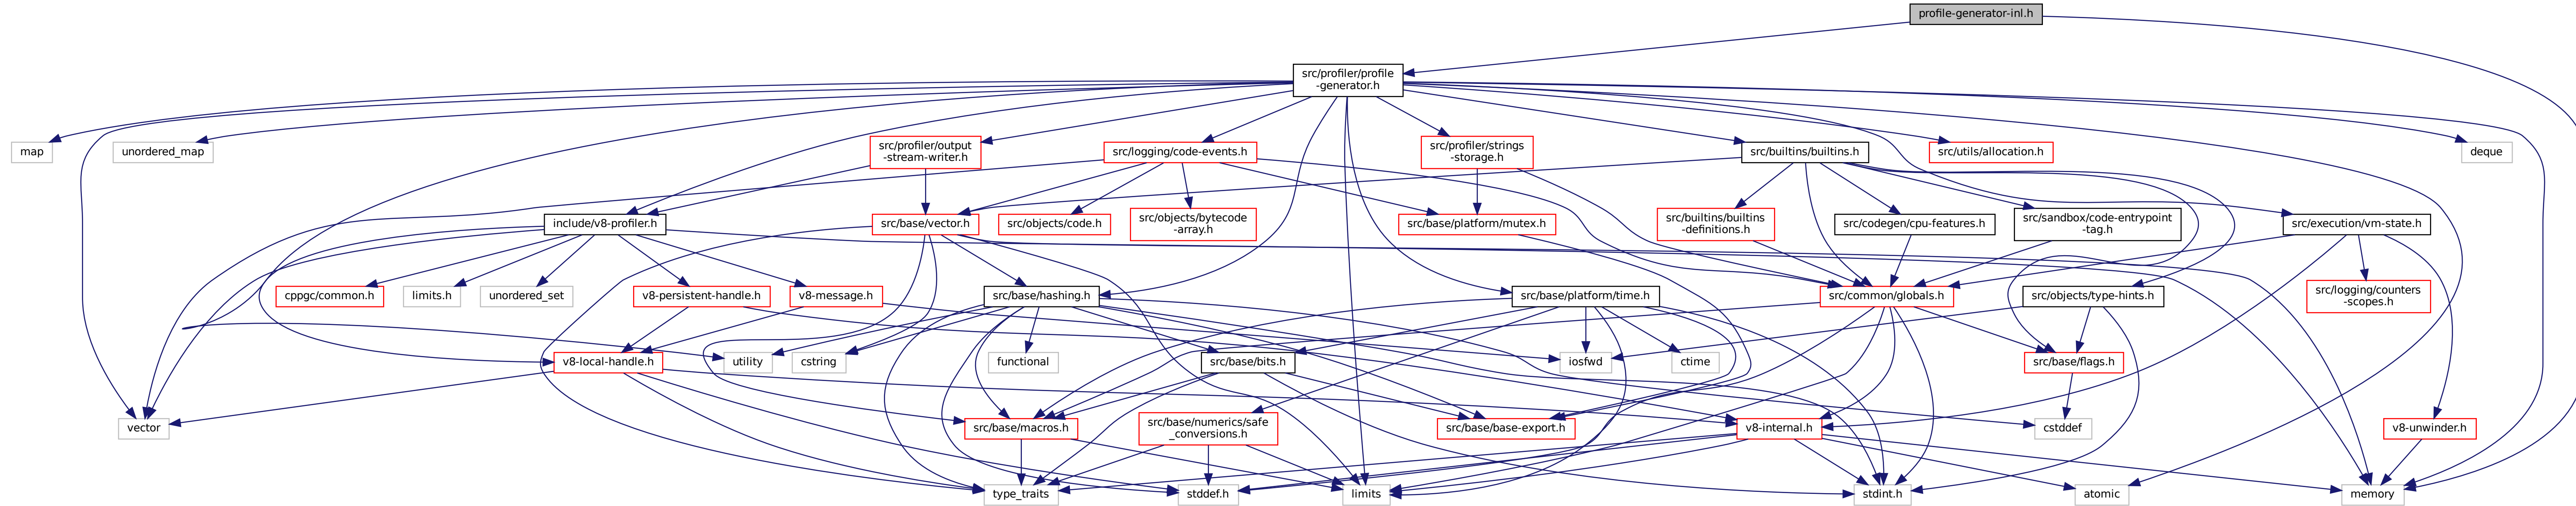 profile-generator-inl.h
src/profiler/profile
-generator.h
map
unordered_map
src/profiler/output
-stream-writer.h
src/logging/code-events.h
src/profiler/strings
-storage.h
src/builtins/builtins.h
src/utils/allocation.h
deque
include/v8-profiler.h
src/base/vector.h
src/objects/code.h
src/objects/bytecode
-array.h
src/base/platform/mutex.h
src/builtins/builtins
-definitions.h
src/codegen/cpu-features.h
src/sandbox/code-entrypoint
-tag.h
src/execution/vm-state.h
cppgc/common.h
limits.h
unordered_set
v8-persistent-handle.h
v8-message.h
src/base/hashing.h
src/base/platform/time.h
src/common/globals.h
src/objects/type-hints.h
src/logging/counters
-scopes.h
v8-local-handle.h
utility
cstring
functional
src/base/bits.h
iosfwd
ctime
src/base/flags.h
vector
src/base/macros.h
src/base/numerics/safe
_conversions.h
src/base/base-export.h
v8-internal.h
cstddef
v8-unwinder.h
type_traits
stddef.h
limits
stdint.h
atomic
memory